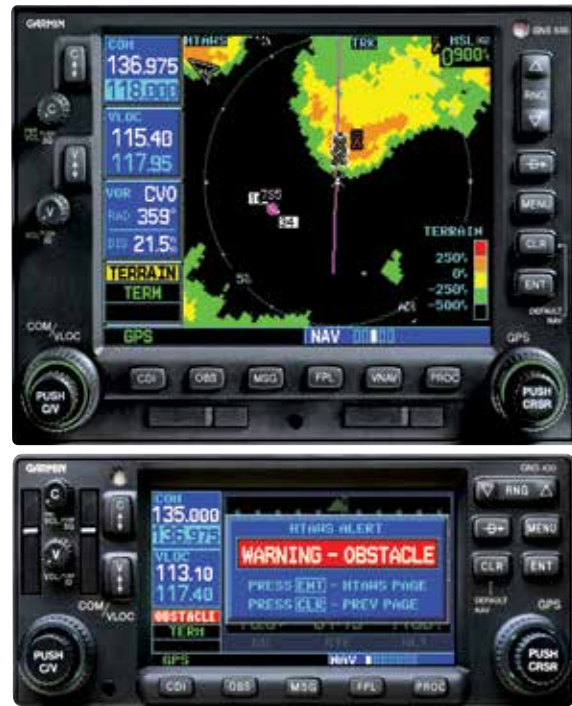 GARMIN
GNS 530
COM
136.975
118.000
VLOC
115.40
117.95
VOR CVO
RAD 359°
DIS 21.5
TERRAIN
TERM
GPS
HTAWS
TRK
MSL
0900
TERRAIN
250
0
-250
-500
NAV
RNG
MENU
CLR
ENT
DEFAULT NAV
GPS
COM/VLOC
PUSH C/V
PUSH CRSR
CDI OBS MSG FPL VNAV PROC
GARMIN
GNS 430
COM
135.000
136.975
VLOC
113.10
117.40
OBSTACLE
TERM
GPS
HTAWS ALERT
WARNING - OBSTACLE
PRESS ENT - HTAWS PAGE
PRESS CLR - PREV PAGE
NAV
RNG
MENU
CLR ENT
DEFAULT NAV
GPS
COM/VLOC
PUSH C/V
PUSH CRSR
CDI OBS MSG FPL PROC